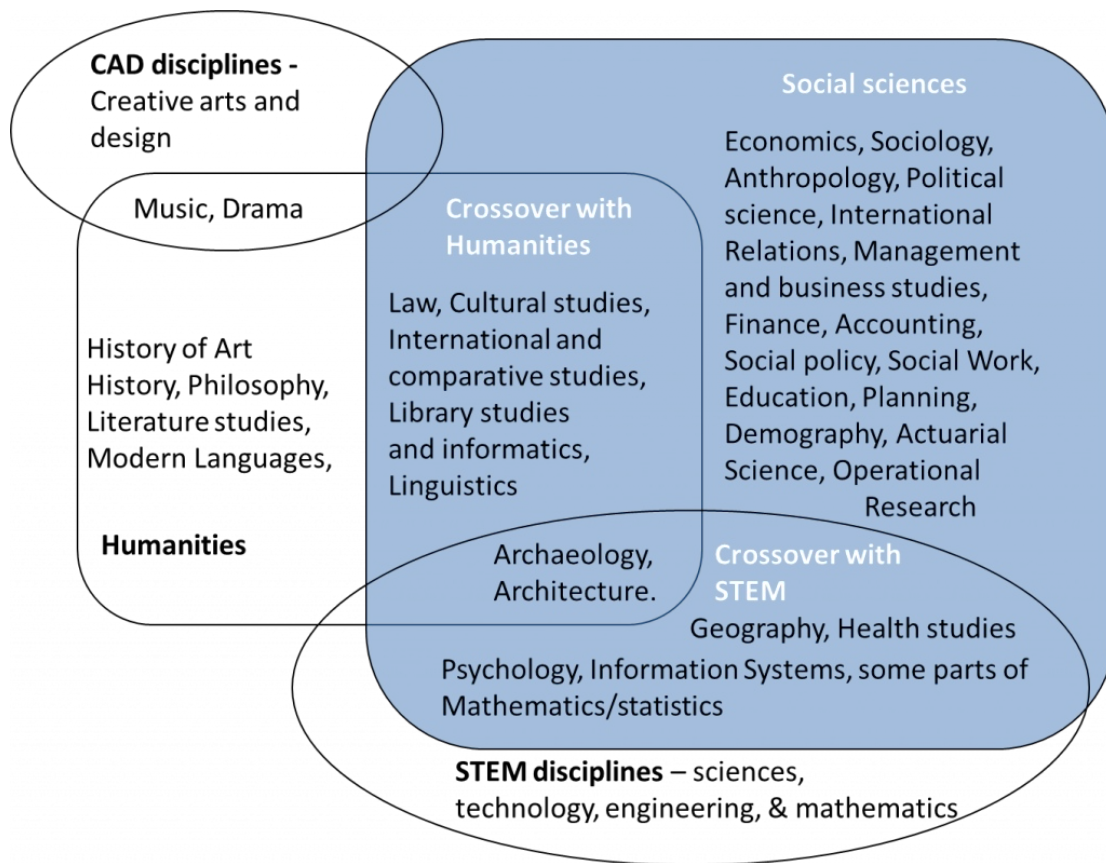 CAD disciplines -
Creative arts and
design
Music, Drama
History of Art
History, Philosophy,
Literature studies,
Modern Languages,
Humanities
Crossover with
Humanities
Law, Cultural studies,
International and
comparative studies,
Library studies
and informatics,
Linguistics
Archaeology,
Architecture.
Social sciences
Economics, Sociology,
Anthropology, Political
science, International
Relations, Management
and business studies,
Finance, Accounting,
Social policy, Social Work,
Education, Planning,
Demography, Actuarial
Science, Operational
Research
Crossover with
STEM
Geography, Health studies
Psychology, Information Systems, some parts of
Mathematics/statistics
STEM disciplines – sciences,
technology, engineering, & mathematics